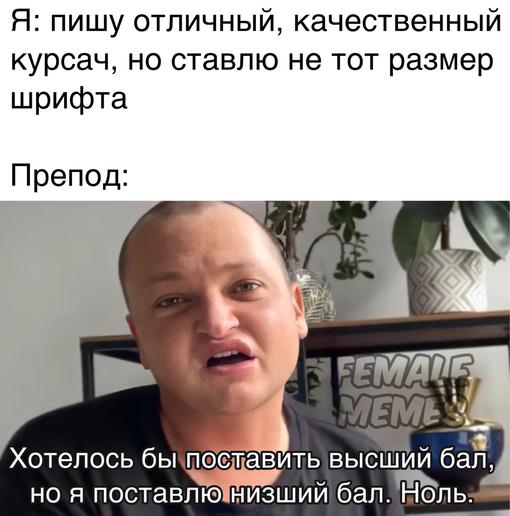 Я: пишу отличный, качественный
курсач, но ставлю не тот размер
шрифта
Препод:
FEMALE
MEMES
Хотелось бы поставить высший бал,
но я поставлю низший бал. Ноль.